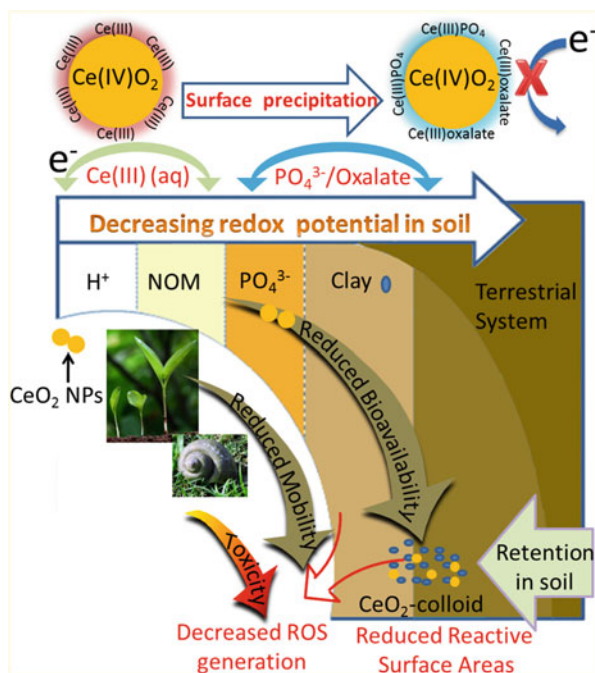 Ce(III)
Ce(III)
Ce(III)
Ce(III)
Ce(III)
Ce(III)
Ce(IV)O₂
Surface precipitation
Ce(III)PO₄
Ce(III)PO₄
Ce(IV)O₂
Ce(III)oxalate
Ce(III)oxalate
e⁻
X
e⁻
Ce(III) (aq)
PO₄³⁻/Oxalate
Decreasing redox potential in soil
H⁺
NOM
PO₄³⁻
Clay
Terrestrial
System
CeO₂ NPs
Reduced Mobility
Reduced Bioavailability
Toxicity
Retention
in soil
CeO₂-colloid
Decreased ROS
generation
Reduced Reactive
Surface Areas